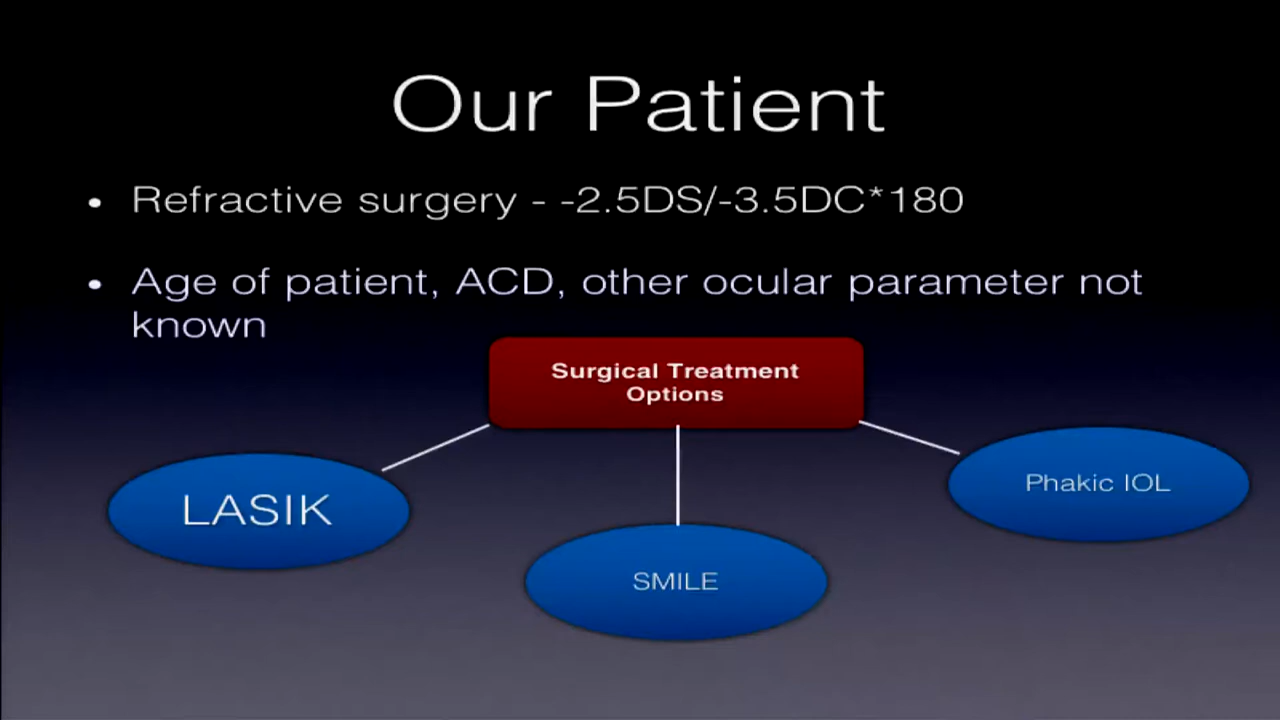 Our Patient
• Refractive surgery - -2.5DS/-3.5DC*180
• Age of patient, ACD, other ocular parameter not
known
Surgical Treatment
Options
LASIK
Phakic IOL
SMILE